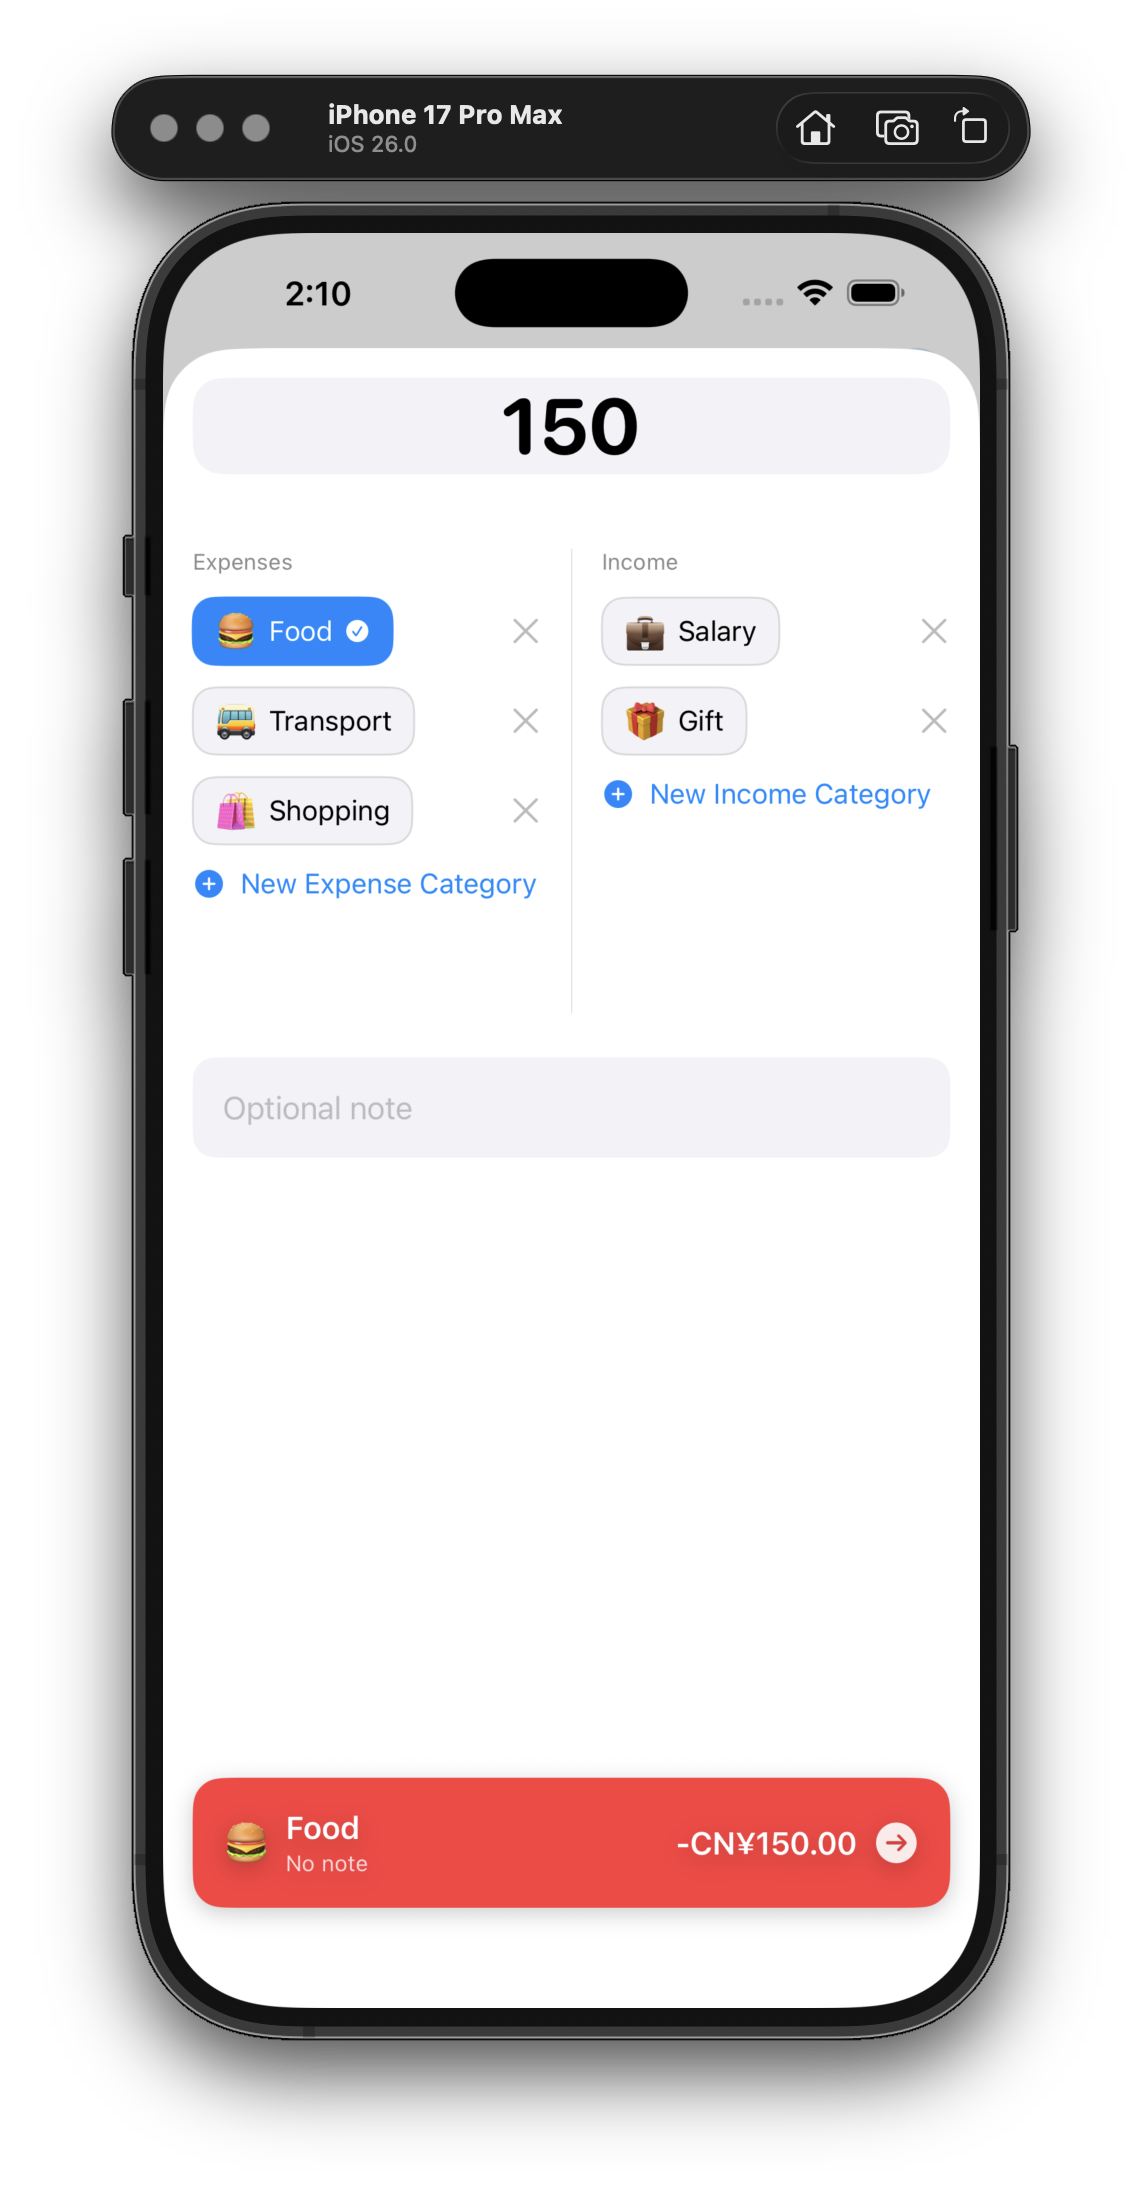 iPhone 17 Pro Max
iOS 26.0
2:10
150
Expenses
Food
Transport
Shopping
New Expense Category
Income
Salary
Gift
New Income Category
Optional note
Food
No note
-CN¥150.00